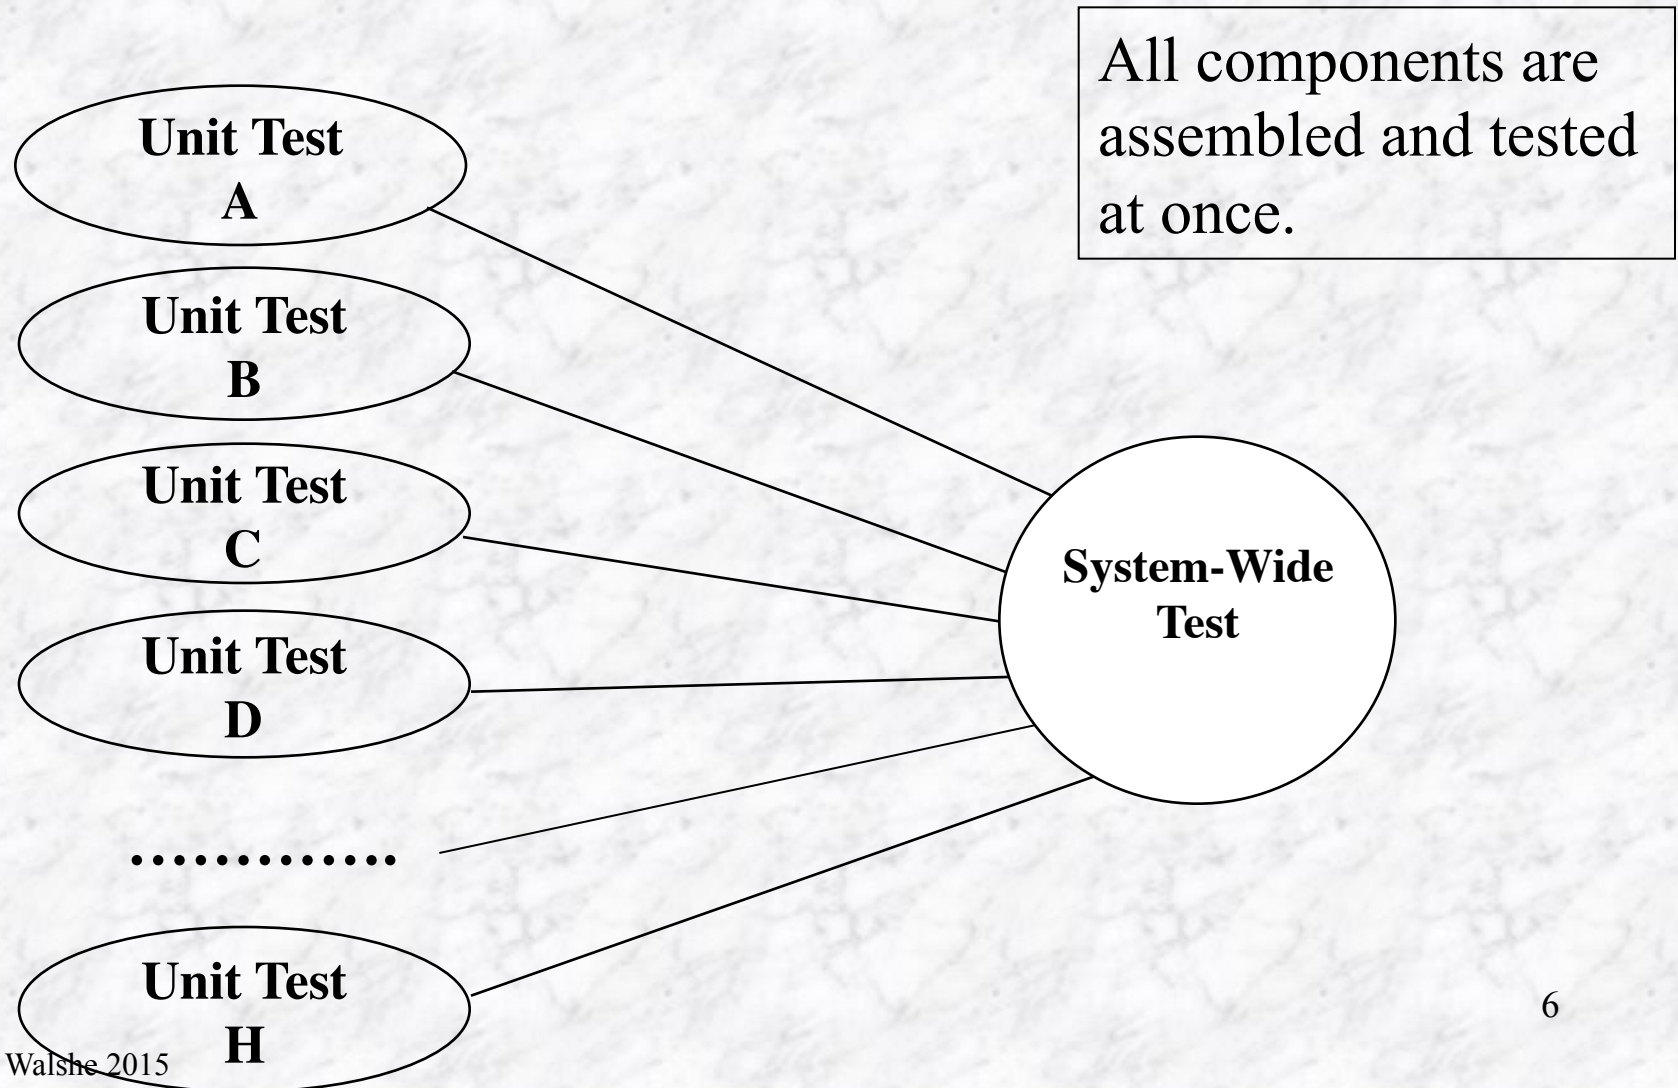 All components are
assembled and tested
at once.
Unit Test
A
Unit Test
B
Unit Test
C
Unit Test
D
.............
Unit Test
H
System-Wide
Test
6
Walshe 2015